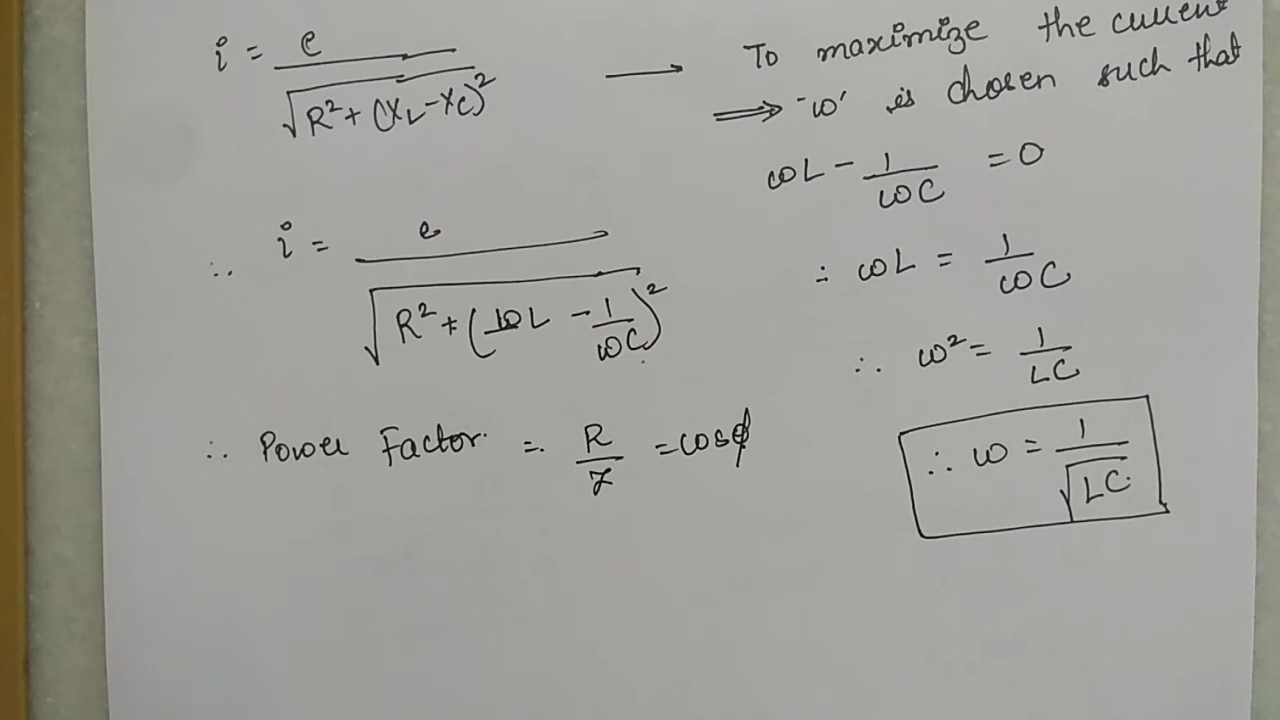 i = e / √(R² + (X_L - X_C)²) ⟶ To maximize the current
⟹ 'ω' is chosen such that
ωL - 1/ωC = 0
∴ i = e / √(R² + (ωL - 1/ωC)²)
∴ ωL = 1/ωC
∴ ω² = 1/LC
∴ Power Factor = R/Z = cosφ
∴ ω = 1/√LC